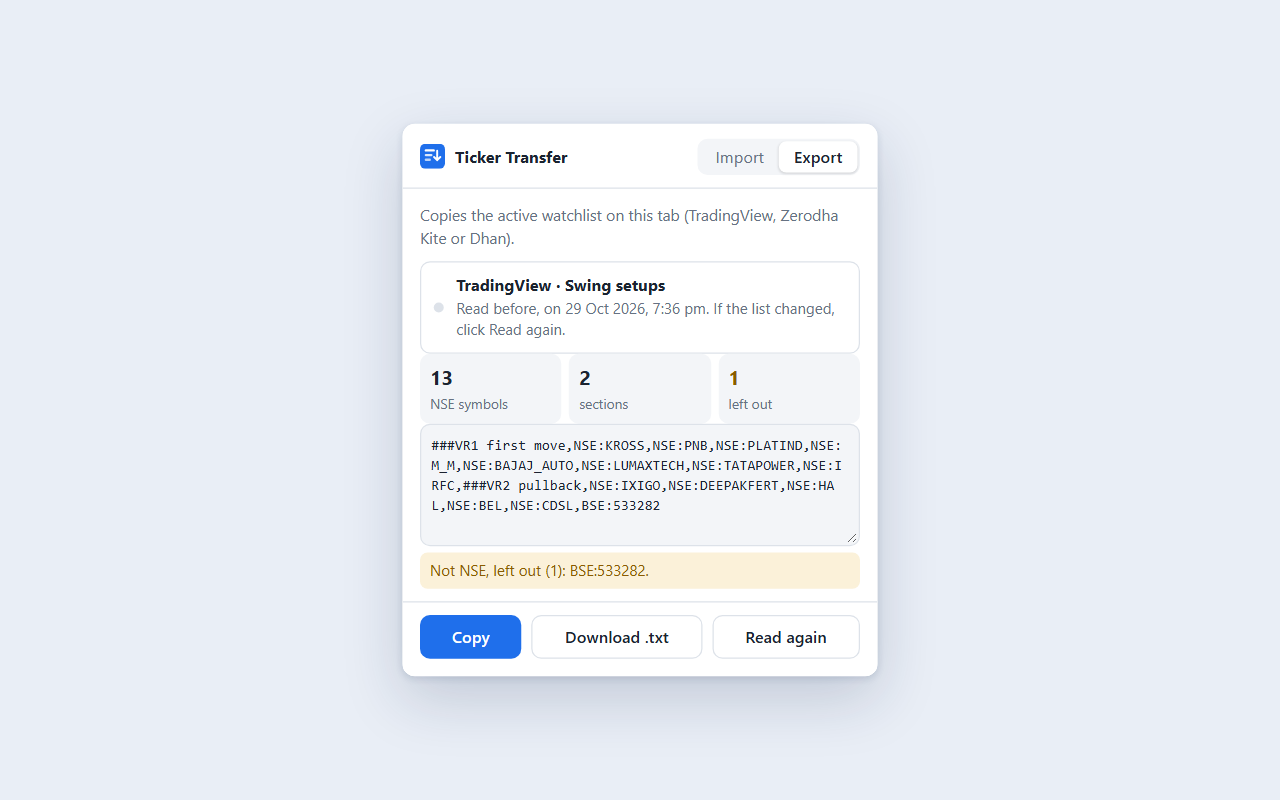 Ticker Transfer
Import
Export
Copies the active watchlist on this tab (TradingView, Zerodha
Kite or Dhan).
TradingView · Swing setups
Read before, on 29 Oct 2026, 7:36 pm. If the list changed,
click Read again.
13
NSE symbols
2
sections
1
left out
###VR1 first move,NSE:KROSS,NSE:PNB,NSE:PLATIND,NSE:
M_M,NSE:BAJAJ_AUTO,NSE:LUMAXTECH,NSE:TATAPOWER,NSE:I
RFC,###VR2 pullback,NSE:IXIGO,NSE:DEEPAKFERT,NSE:HA
L,NSE:BEL,NSE:CDSL,BSE:533282
Not NSE, left out (1): BSE:533282.
Copy
Download .txt
Read again